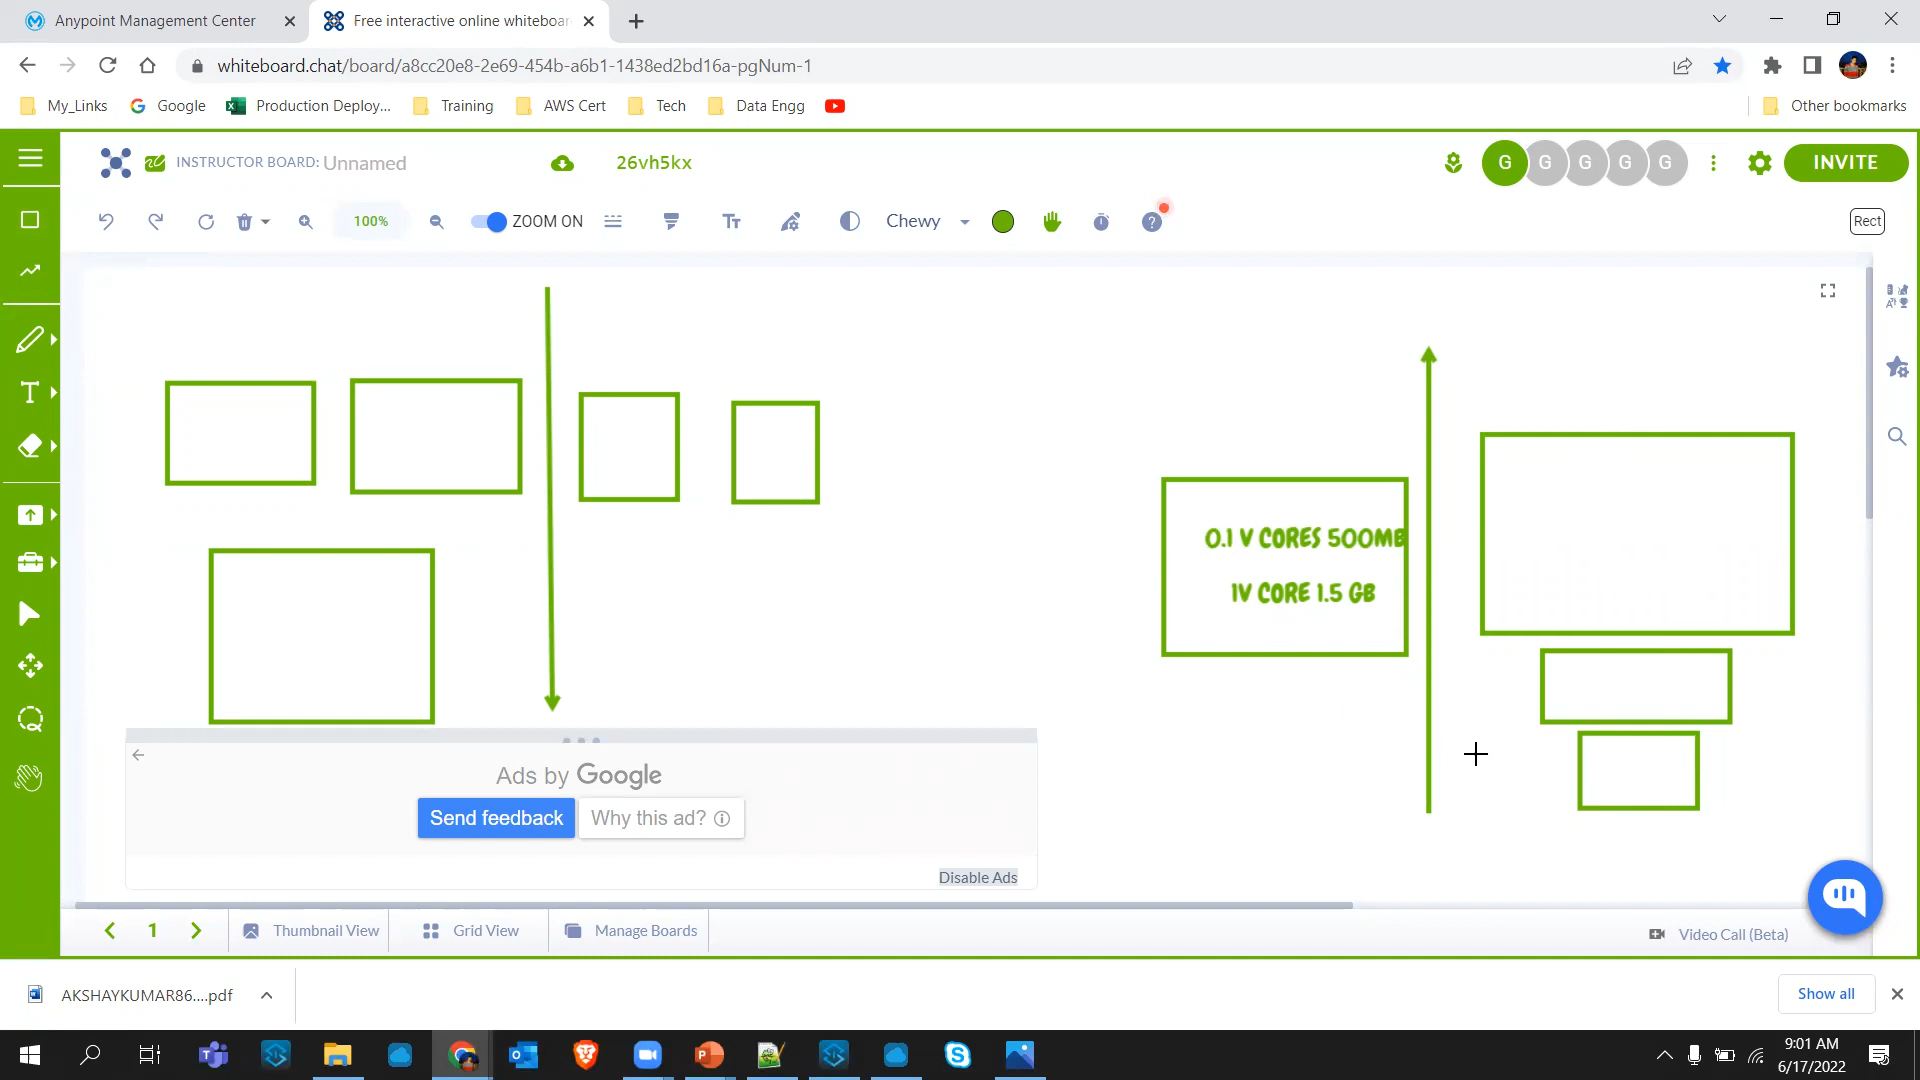 Anypoint Management Center
Free interactive online whiteboar
whiteboard.chat/board/a8cc20e8-2e69-454b-a6b1-1438ed2bd16a-pgNum-1
My_Links Google Production Deploy... Training AWS Cert Tech Data Engg Other bookmarks
INSTRUCTOR BOARD: Unnamed 26vh5kx G G G G G INVITE
100% ZOOM ON Chewy Rect
0.1 V CORES 500MB
1V CORE 1.5 GB
Ads by Google
Send feedback Why this ad?
Disable Ads
1 Thumbnail View Grid View Manage Boards Video Call (Beta)
AKSHAYKUMAR86....pdf Show all
9:01 AM
6/17/2022